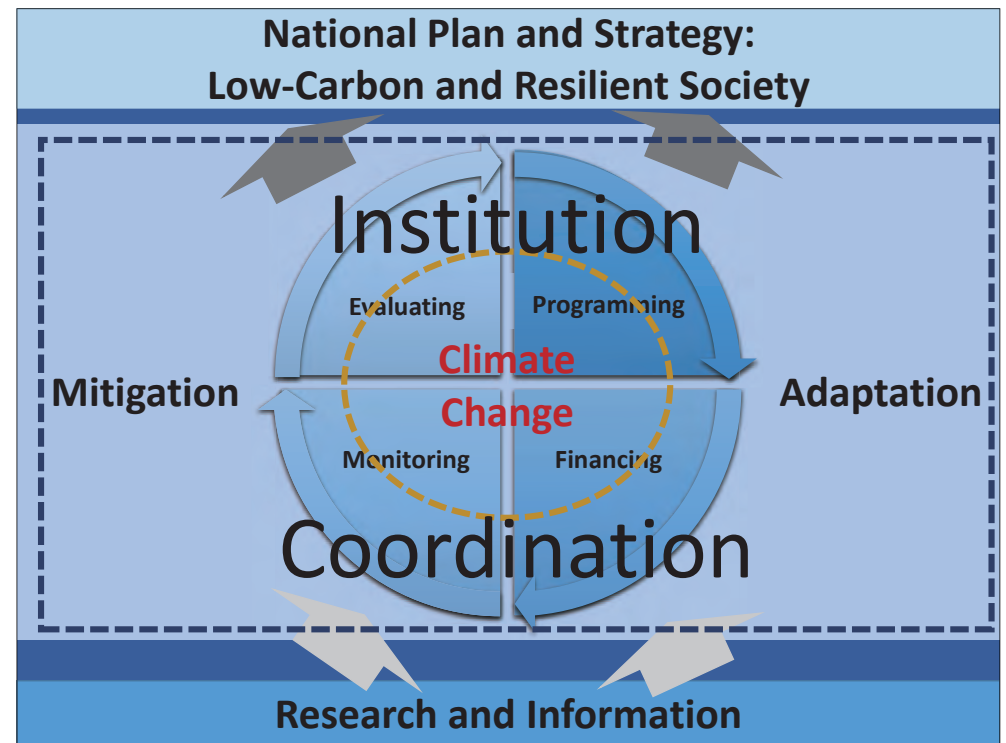 National Plan and Strategy:
Low-Carbon and Resilient Society
Institution
Evaluating
Programming
Climate
Change
Mitigation
Adaptation
Monitoring
Financing
Coordination
Research and Information